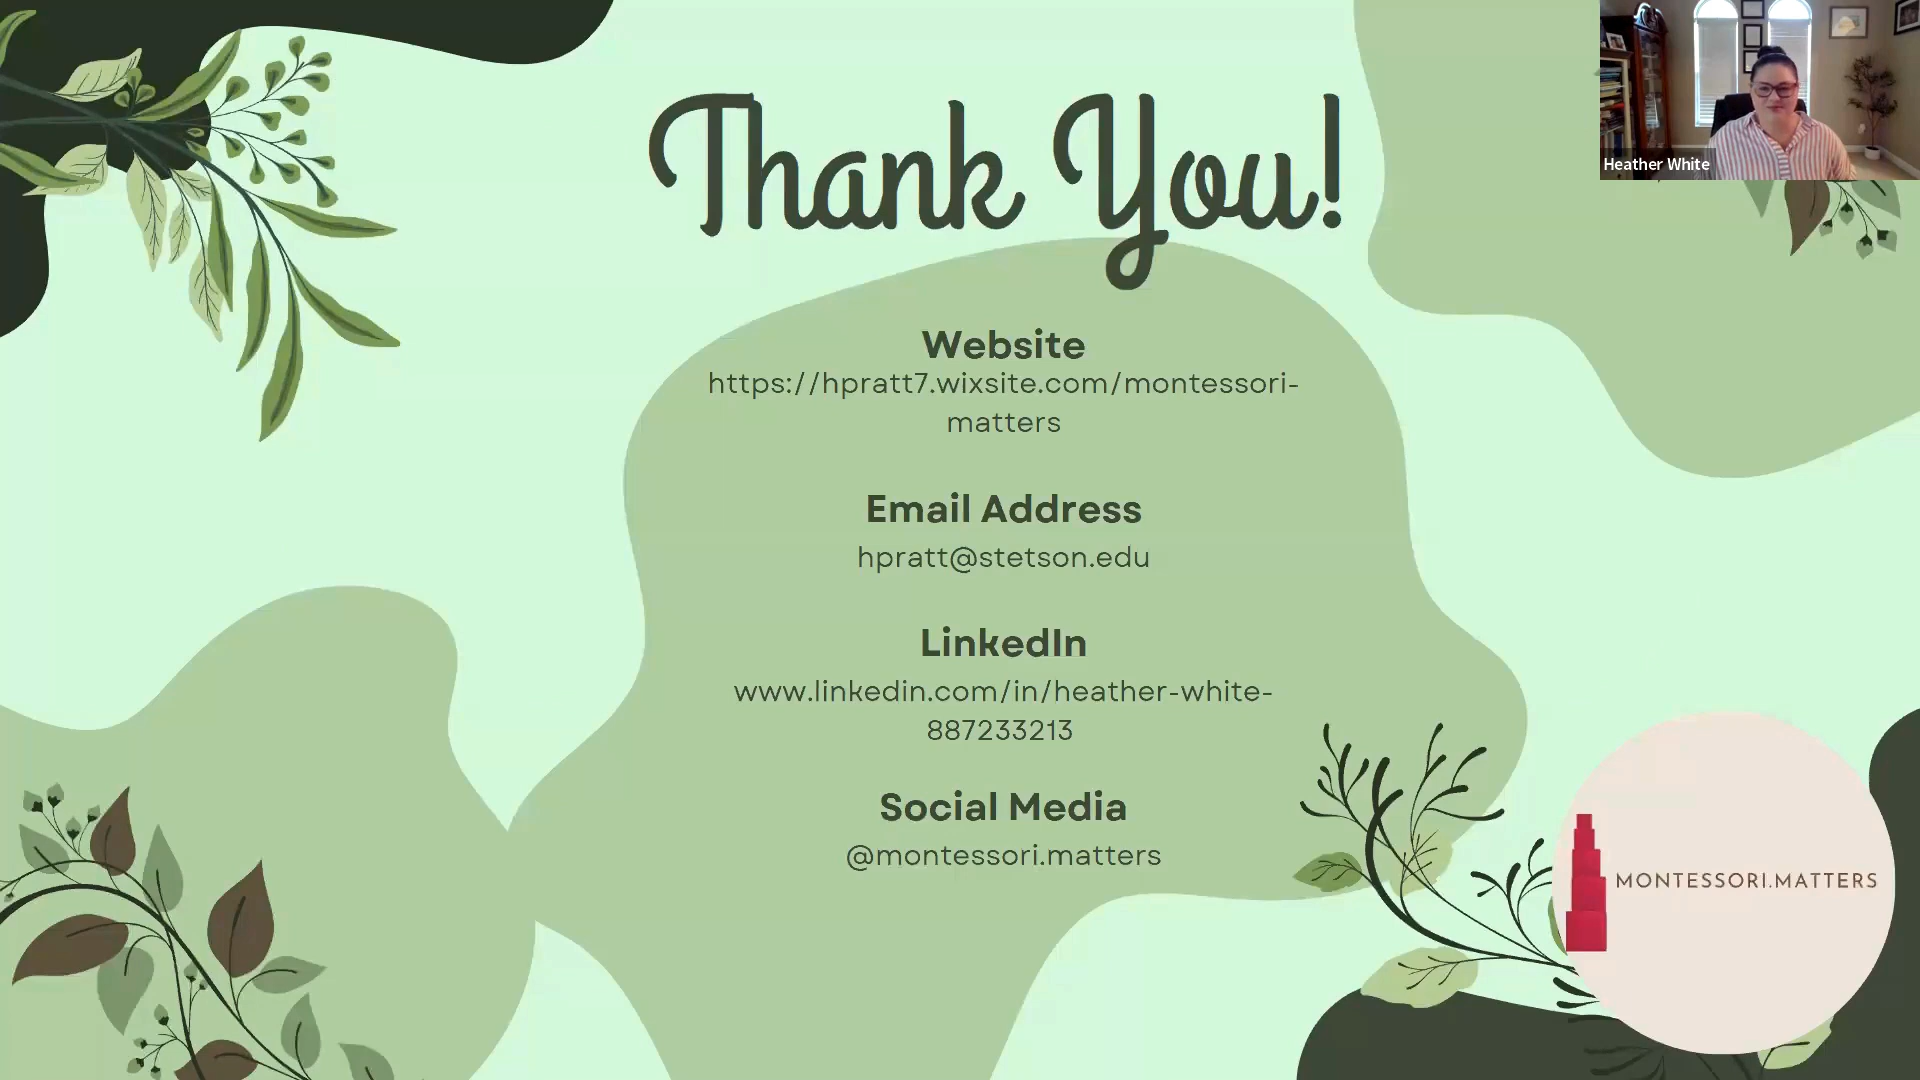 Thank You!
Heather White
Website
https://hpratt7.wixsite.com/montessori-
matters
Email Address
hpratt@stetson.edu
LinkedIn
www.linkedin.com/in/heather-white-
887233213
Social Media
@montessori.matters
MONTESSORI.MATTERS